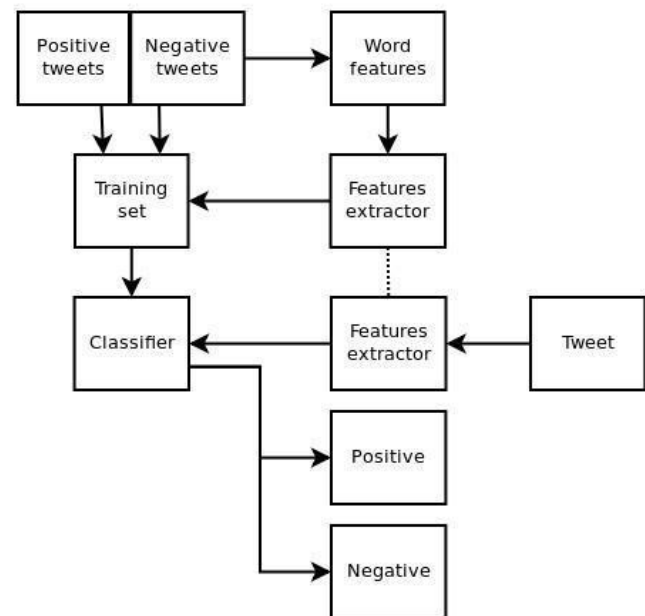 Positive
tweets
Negative
tweets
Word
features
Training
set
Features
extractor
Classifier
Features
extractor
Tweet
Positive
Negative